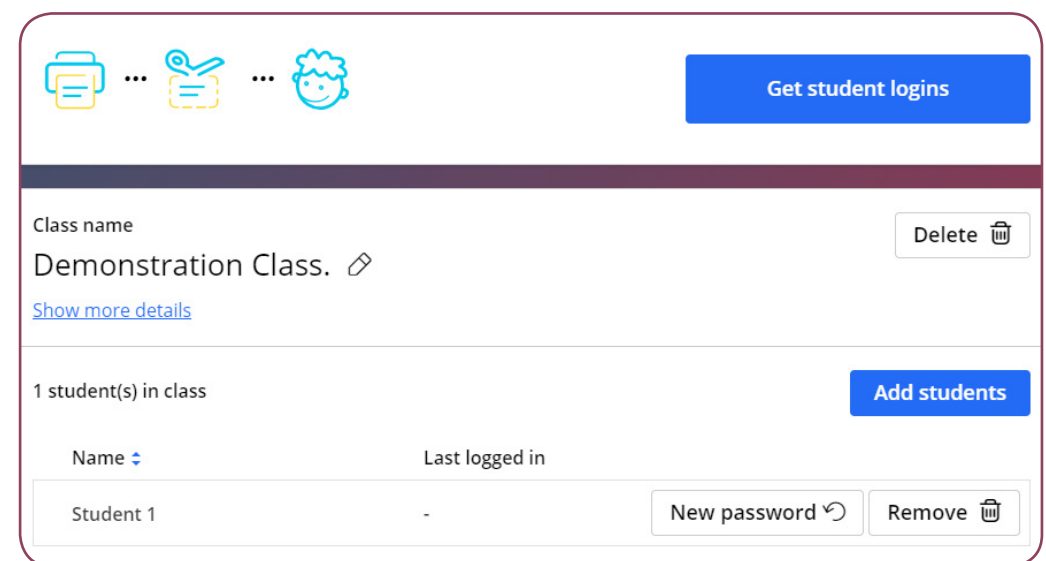 Get student logins
Class name
Delete
Demonstration Class.
Show more details
1 student(s) in class
Add students
Name Last logged in
Student 1 - New password Remove